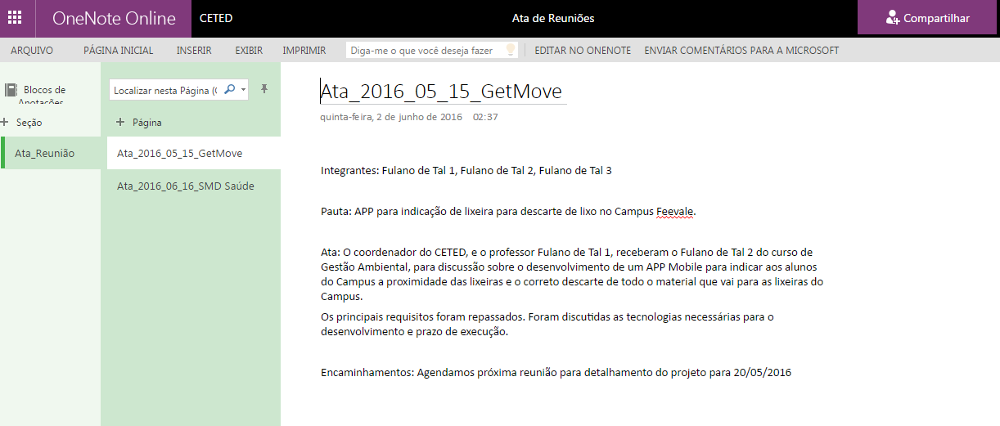 OneNote Online
CETED
Ata de Reuniões
Compartilhar
ARQUIVO
PÁGINA INICIAL
INSERIR
EXIBIR
IMPRIMIR
Diga-me o que você deseja fazer
EDITAR NO ONENOTE
ENVIAR COMENTÁRIOS PARA A MICROSOFT
Blocos de
Anotações
+ Seção
Ata_Reunião
Localizar nesta Página (
+ Página
Ata_2016_05_15_GetMove
Ata_2016_06_16_SMD Saúde
Ata_2016_05_15_GetMove
quinta-feira, 2 de junho de 2016 02:37
Integrantes: Fulano de Tal 1, Fulano de Tal 2, Fulano de Tal 3
Pauta: APP para indicação de lixeira para descarte de lixo no Campus Feevale.
Ata: O coordenador do CETED, e o professor Fulano de Tal 1, receberam o Fulano de Tal 2 do curso de
Gestão Ambiental, para discussão sobre o desenvolvimento de um APP Mobile para indicar aos alunos
do Campus a proximidade das lixeiras e o correto descarte de todo o material que vai para as lixeiras do
Campus.
Os principais requisitos foram repassados. Foram discutidas as tecnologias necessárias para o
desenvolvimento e prazo de execução.
Encaminhamentos: Agendamos próxima reunião para detalhamento do projeto para 20/05/2016